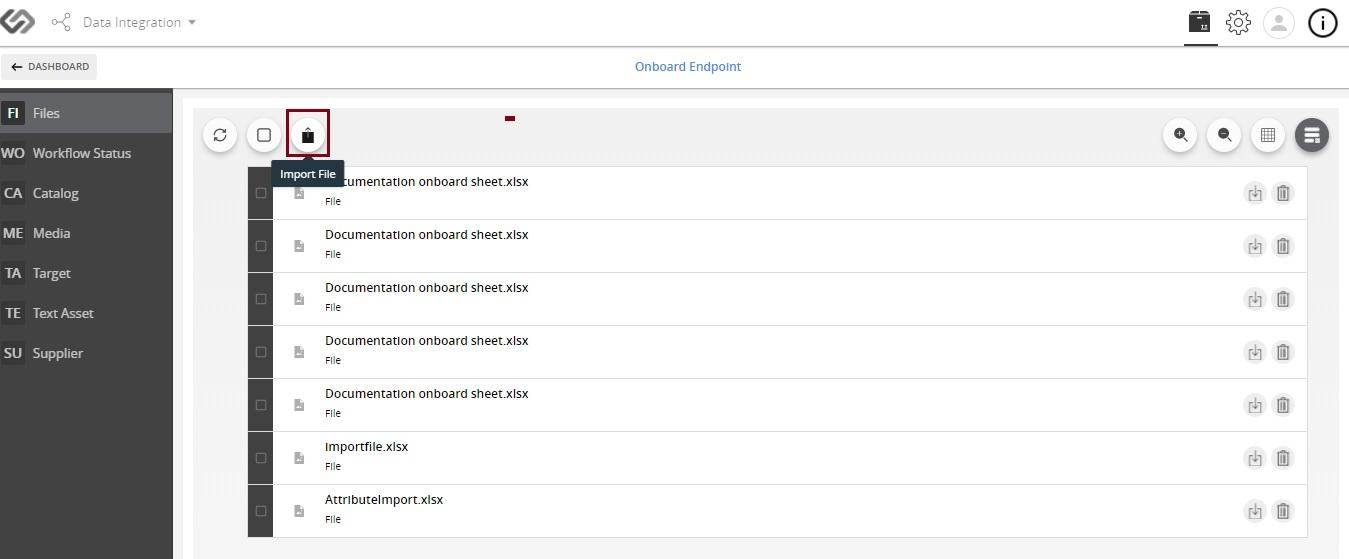 Data Integration
DASHBOARD
Onboard Endpoint
FI Files
WO Workflow Status
CA Catalog
ME Media
TA Target
TE Text Asset
SU Supplier
Import File
cumentation onboard sheet.xlsx
File
Documentation onboard sheet.xlsx
File
Documentation onboard sheet.xlsx
File
Documentation onboard sheet.xlsx
File
Documentation onboard sheet.xlsx
File
Importfile.xlsx
File
AttributeImport.xlsx
File